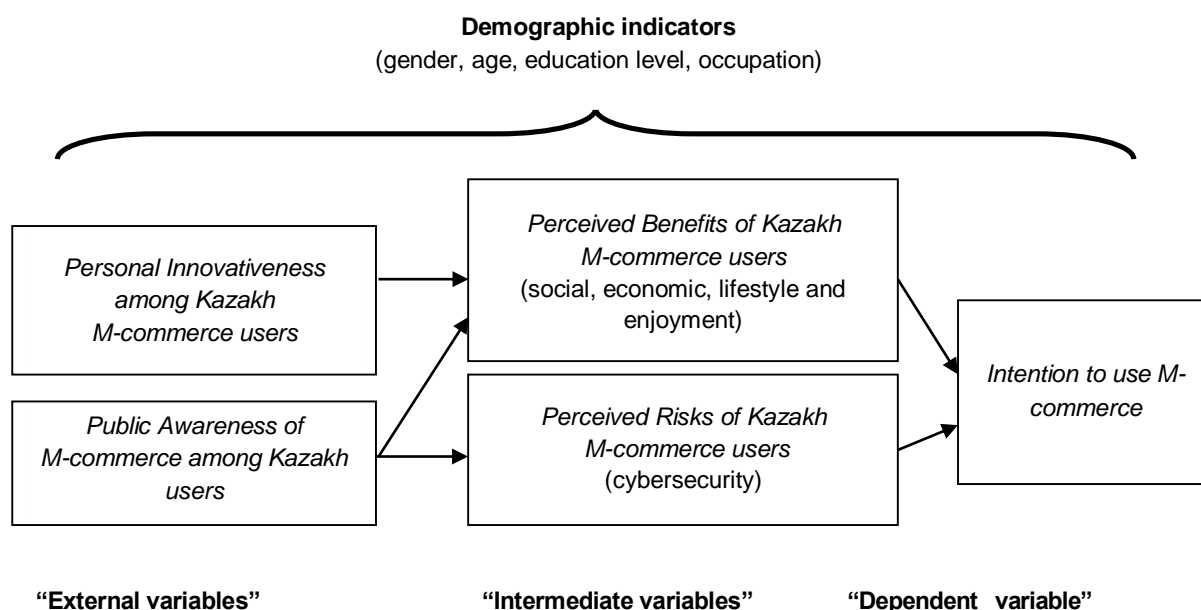 Demographic indicators
(gender, age, education level, occupation)
Personal Innovativeness
among Kazakh
M-commerce users
Public Awareness of
M-commerce among Kazakh
users
Perceived Benefits of Kazakh
M-commerce users
(social, economic, lifestyle and
enjoyment)
Perceived Risks of Kazakh
M-commerce users
(cybersecurity)
Intention to use M-
commerce
“External variables”
“Intermediate variables”
“Dependent variable”